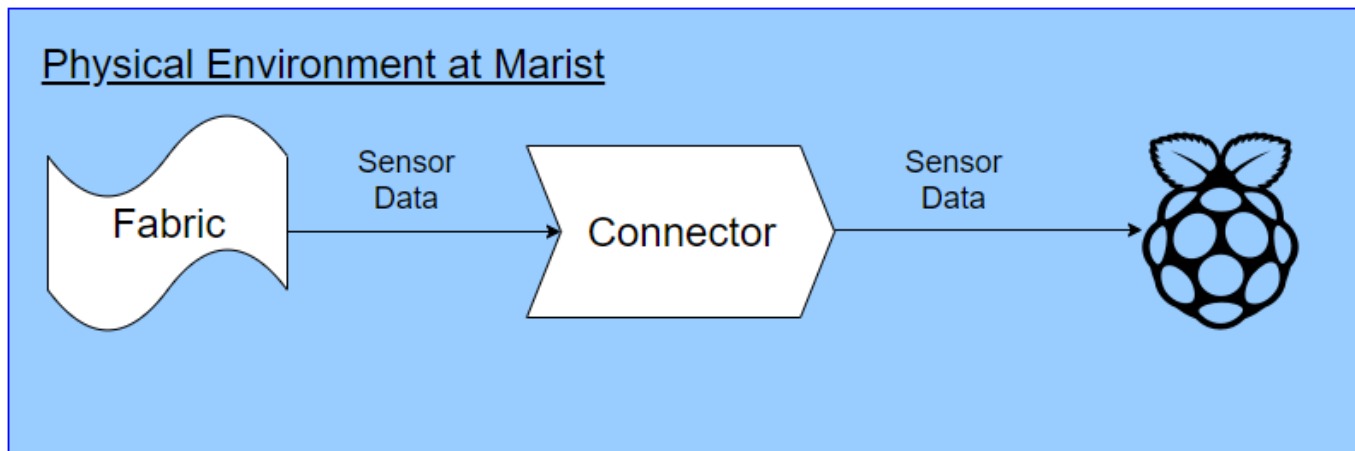 Physical Environment at Marist
Fabric
Sensor
Data
Connector
Sensor
Data